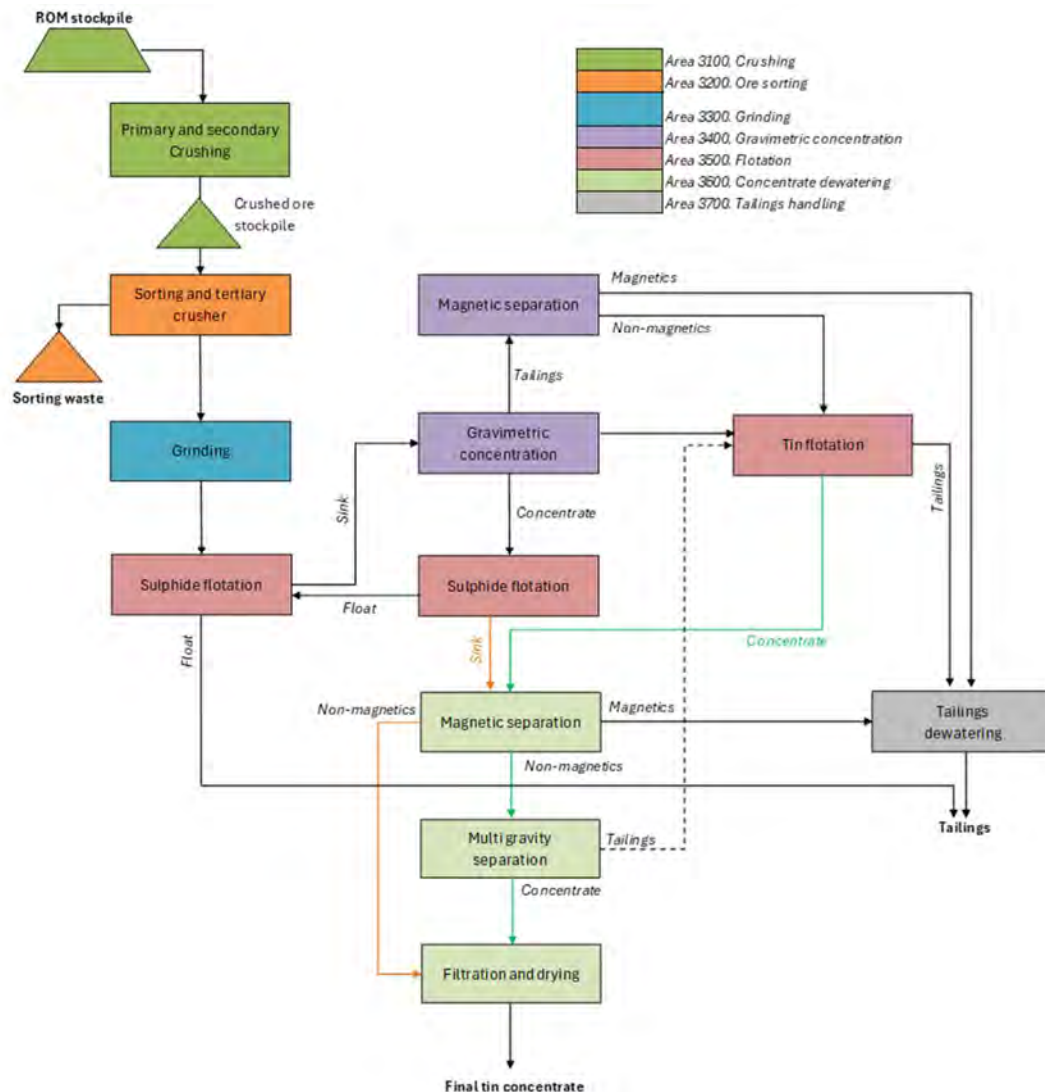 ROM stockpile
Area 3100. Crushing
Area 3200. Ore sorting
Area 3300. Grinding
Area 3400. Gravimetric concentration
Area 3500. Flotation
Area 3600. Concentrate dewatering
Area 3700. Tailings handling
Primary and secondary
Crushing
Crushed ore
stockpile
Sorting and tertiary
crusher
Sorting waste
Magnetic separation
Magnetics
Non-magnetics
Tailings
Grinding
Gravimetric
concentration
Tin flotation
Sink
Concentrate
Tailings
Sulphide flotation
Sulphide flotation
Float
Float
Sink
Concentrate
Non-magnetics
Magnetic separation
Magnetics
Tailings
dewatering
Non-magnetics
Tailings
Multi gravity
separation
Tailings
Concentrate
Filtration and drying
Final tin concentrate